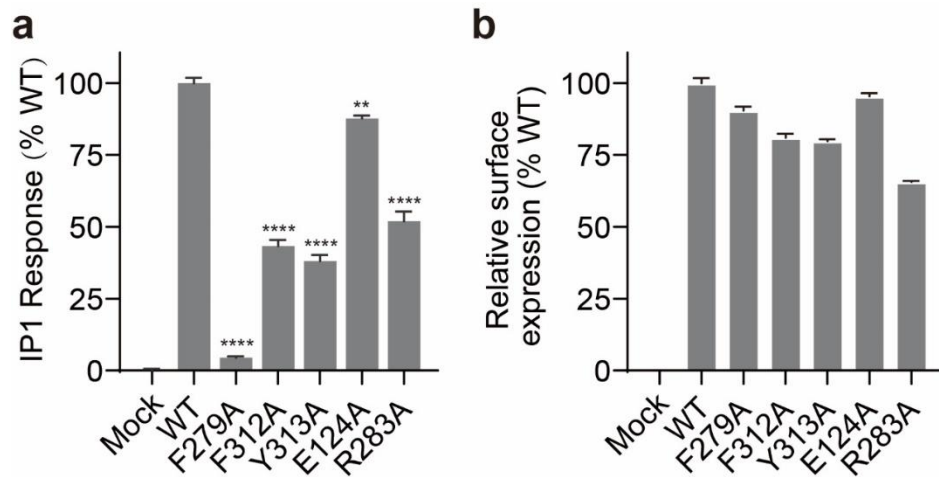 a
IP1 Response (% WT)
100
75
50
25
0
**
****
****
****
****
Mock
WT
F279A
F312A
Y313A
E124A
R283A
b
Relative surface
expression (% WT)
100
75
50
25
0
Mock
WT
F279A
F312A
Y313A
E124A
R283A